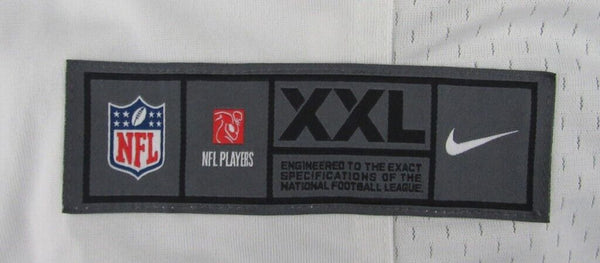 NFL
NFL PLAYERS
XXL
ENGINEERED TO THE EXACT
SPECIFICATIONS OF THE
NATIONAL FOOTBALL LEAGUE.